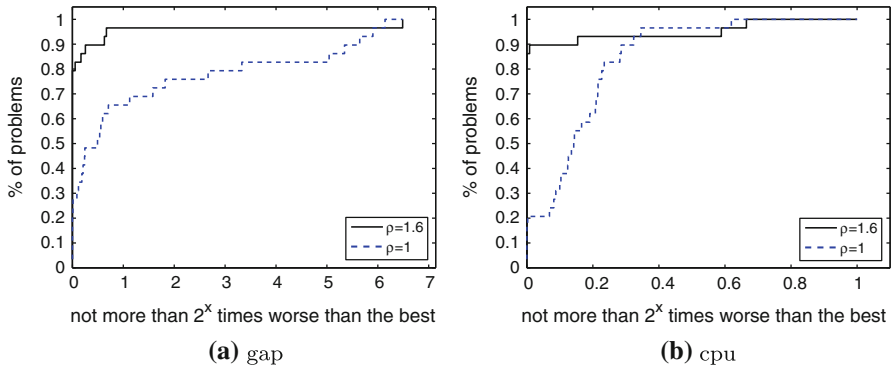 % of problems
1
0.9
0.8
0.7
0.6
0.5
0.4
0.3
0.2
0.1
0
0 1 2 3 4 5 6 7
ρ=1.6
ρ=1
not more than 2^x times worse than the best
(a) gap
% of problems
1
0.9
0.8
0.7
0.6
0.5
0.4
0.3
0.2
0.1
0
0 0.2 0.4 0.6 0.8 1
ρ=1.6
ρ=1
not more than 2^x times worse than the best
(b) cpu